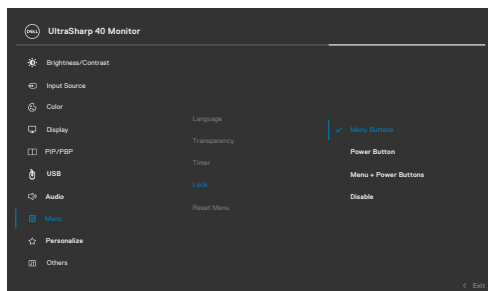 DELL UltraSharp 40 Monitor
Brightness/Contrast
Input Source
Color
Display
PIP/PBP
USB
Audio
Menu
Personalize
Others
Language
Transparency
Timer
Lock
Reset Menu
Menu Buttons
Power Button
Menu + Power Buttons
Disable
< Exit